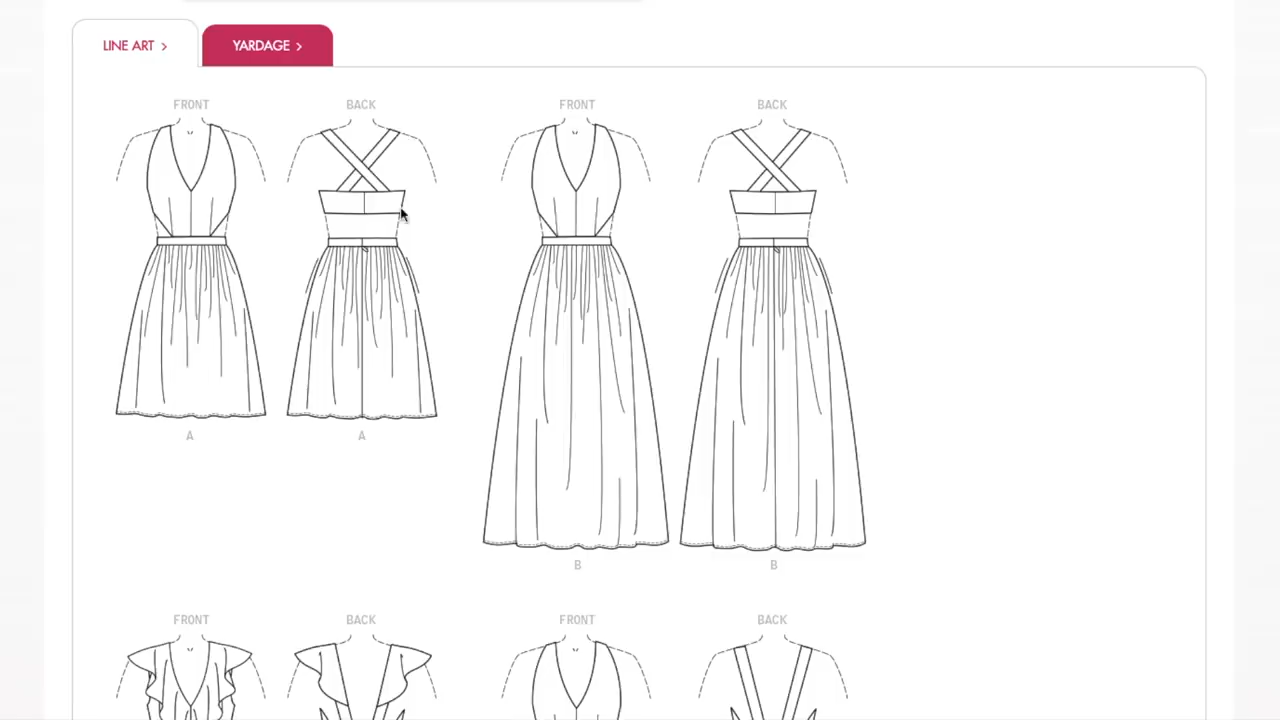 LINE ART >
YARDAGE >
FRONT
BACK
FRONT
BACK
A
A
B
B
FRONT
BACK
FRONT
BACK